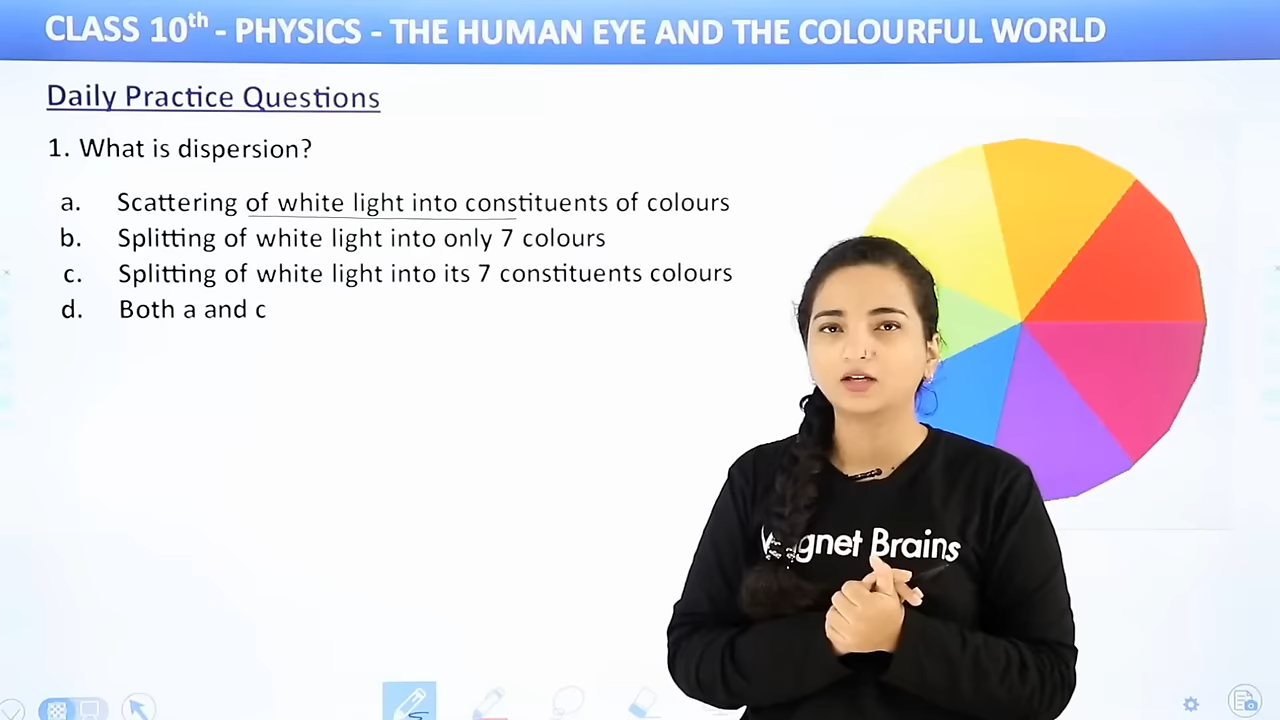 CLASS 10th - PHYSICS - THE HUMAN EYE AND THE COLOURFUL WORLD
Daily Practice Questions
1. What is dispersion?
a. Scattering of white light into constituents of colours
b. Splitting of white light into only 7 colours
c. Splitting of white light into its 7 constituents colours
d. Both a and c
gnet Brains